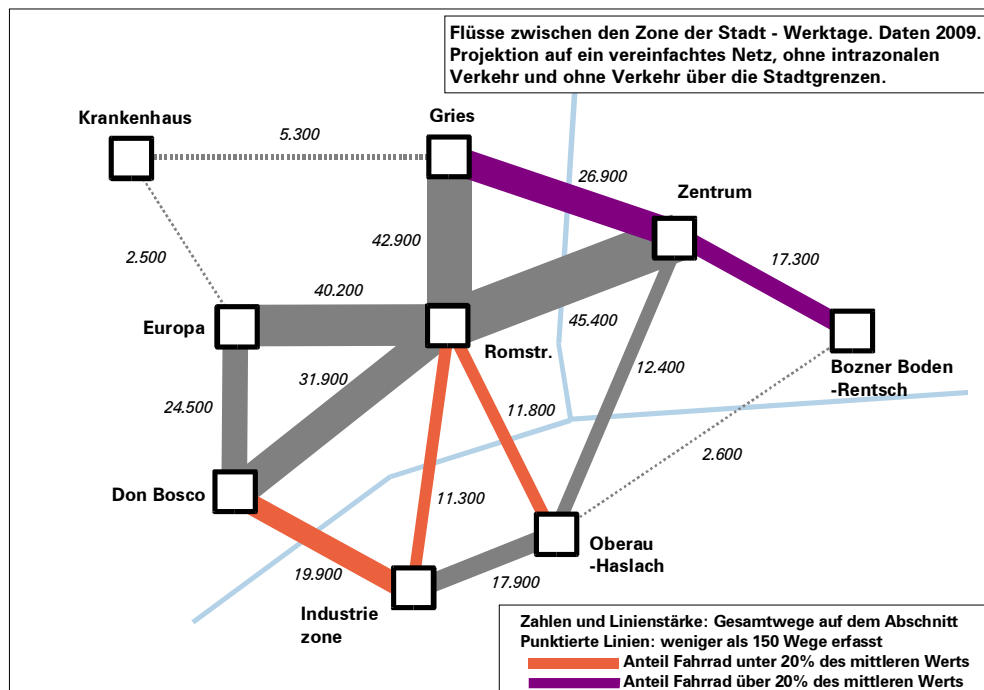 Flüsse zwischen den Zone der Stadt - Werktage. Daten 2009.
Projektion auf ein vereinfachtes Netz, ohne intrazonalen
Verkehr und ohne Verkehr über die Stadtgrenzen.
Krankenhaus
5.300
Gries
26.900
Zentrum
2.500
42.900
17.300
40.200
Europa
45.400
Romstr.
31.900
12.400
Bozner Boden
-Rentsch
24.500
11.800
2.600
Don Bosco
11.300
Oberau
-Haslach
19.900
17.900
Industrie
zone
Zahlen und Linienstärke: Gesamtwege auf dem Abschnitt
Punktierte Linien: weniger als 150 Wege erfasst
Anteil Fahrrad unter 20% des mittleren Werts
Anteil Fahrrad über 20% des mittleren Werts